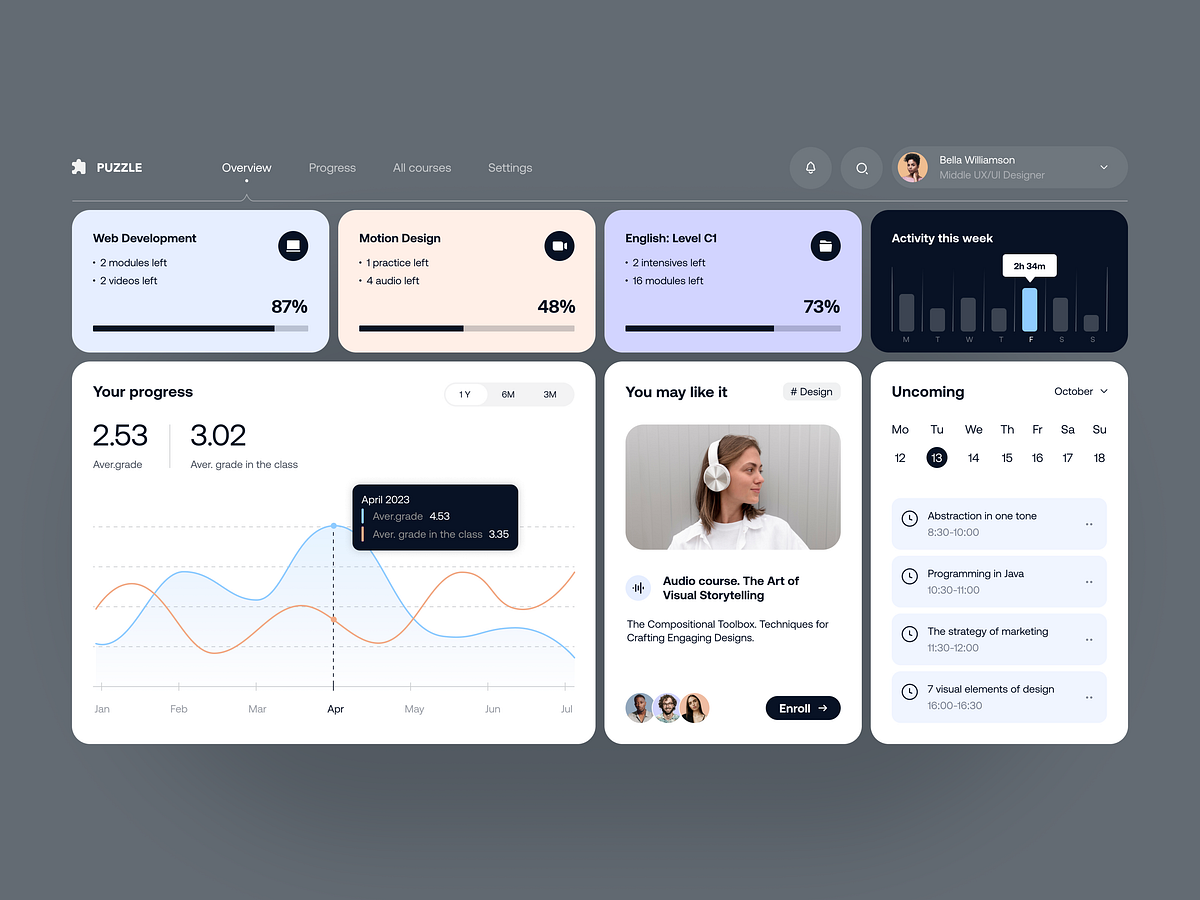 PUZZLE
Overview
Progress
All courses
Settings
Bella Williamson
Middle UX/UI Designer
Web Development
• 2 modules left
• 2 videos left
87%
Motion Design
• 1 practice left
• 4 audio left
48%
English: Level C1
• 2 intensives left
• 16 modules left
73%
Activity this week
2h 34m
M T W T F S S
Your progress
1 Y 6M 3M
2.53
Aver.grade
3.02
Aver. grade in the class
April 2023
Aver.grade 4.53
Aver. grade in the class 3.35
Jan Feb Mar Apr May Jun Jul
You may like it
# Design
Audio course. The Art of
Visual Storytelling
The Compositional Toolbox. Techniques for
Crafting Engaging Designs.
Enroll
Uncoming
October
Mo Tu We Th Fr Sa Su
12 13 14 15 16 17 18
Abstraction in one tone
8:30-10:00
Programming in Java
10:30-11:00
The strategy of marketing
11:30-12:00
7 visual elements of design
16:00-16:30